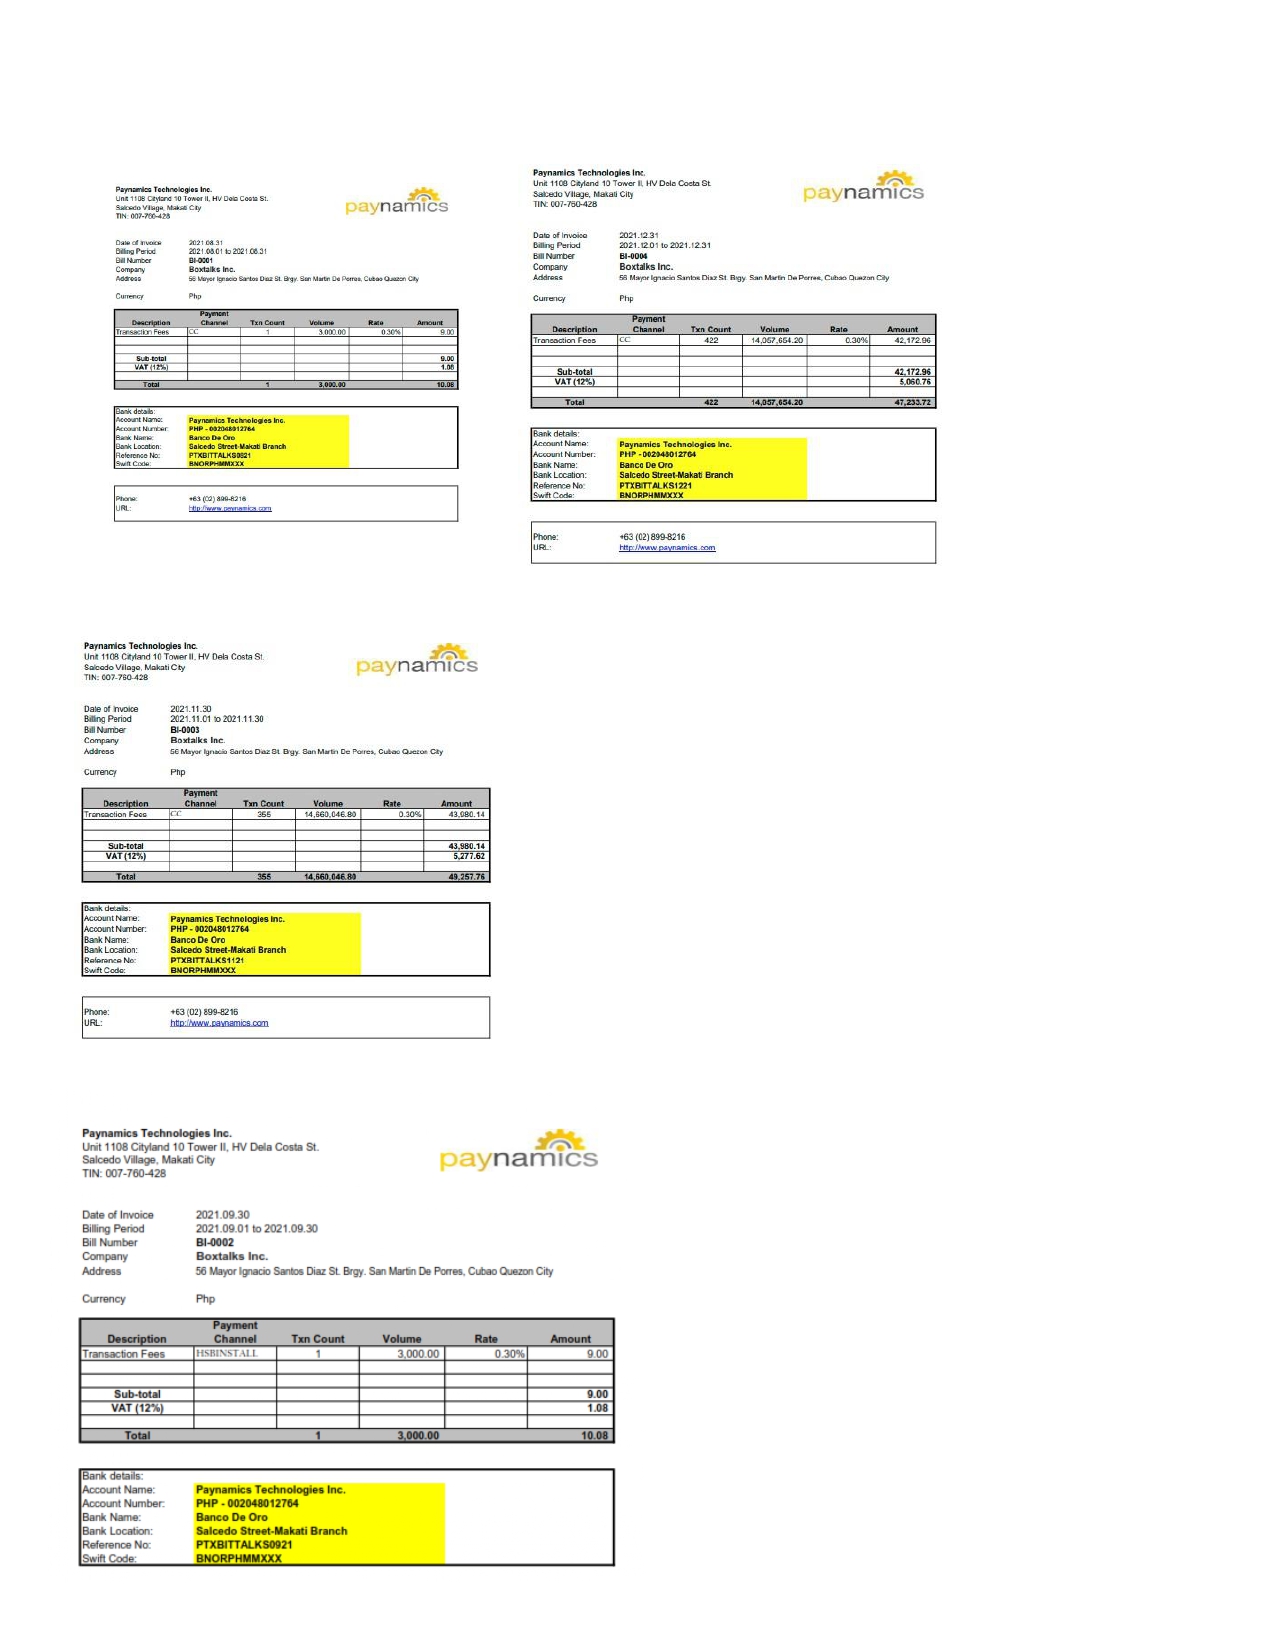 Paynamics Technologies Inc.
Unit 1108 Cityland 10 Tower II, HV Dela Costa St.
Salcedo Village, Makati City
TIN: 007-760-428
paynamics
Date of Invoice 2021.08.31
Billing Period 2021.08.01 to 2021.08.31
Bill Number BI-0001
Company Boxtalks Inc.
Address 56 Mayor Ignacio Santos Diaz St. Brgy. San Martin De Porres, Cubao Quezon City
Currency Php
Description Payment Channel Txn Count Volume Rate Amount
Transaction Fees CC 1 3,000.00 0.30% 9.00
Sub-total 9.00
VAT (12%) 1.08
Total 1 3,000.00 10.08
Bank details:
Account Name: Paynamics Technologies Inc.
Account Number: PHP - 002048012764
Bank Name: Banco De Oro
Bank Location: Salcedo Street-Makati Branch
Reference No: PTXBITTALKS0821
Swift Code: BNORPHMMXXX
Phone: +63 (02) 899-8216
URL: http://www.paynamics.com
Paynamics Technologies Inc.
Unit 1108 Cityland 10 Tower II, HV Dela Costa St.
Salcedo Village, Makati City
TIN: 007-760-428
paynamics
Date of Invoice 2021.12.31
Billing Period 2021.12.01 to 2021.12.31
Bill Number BI-0004
Company Boxtalks Inc.
Address 56 Mayor Ignacio Santos Diaz St. Brgy. San Martin De Porres, Cubao Quezon City
Currency Php
Description Payment Channel Txn Count Volume Rate Amount
Transaction Fees CC 422 14,057,654.20 0.30% 42,172.96
Sub-total 42,172.96
VAT (12%) 5,060.76
Total 422 14,057,654.20 47,233.72
Bank details:
Account Name: Paynamics Technologies Inc.
Account Number: PHP - 002048012764
Bank Name: Banco De Oro
Bank Location: Salcedo Street-Makati Branch
Reference No: PTXBITTALKS1221
Swift Code: BNORPHMMXXX
Phone: +63 (02) 899-8216
URL: http://www.paynamics.com
Paynamics Technologies Inc.
Unit 1108 Cityland 10 Tower II, HV Dela Costa St.
Salcedo Village, Makati City
TIN: 007-760-428
paynamics
Date of Invoice 2021.11.30
Billing Period 2021.11.01 to 2021.11.30
Bill Number BI-0003
Company Boxtalks Inc.
Address 56 Mayor Ignacio Santos Diaz St. Brgy. San Martin De Porres, Cubao Quezon City
Currency Php
Description Payment Channel Txn Count Volume Rate Amount
Transaction Fees CC 355 14,660,046.80 0.30% 43,980.14
Sub-total 43,980.14
VAT (12%) 5,277.62
Total 355 14,660,046.80 49,257.76
Bank details:
Account Name: Paynamics Technologies Inc.
Account Number: PHP - 002048012764
Bank Name: Banco De Oro
Bank Location: Salcedo Street-Makati Branch
Reference No: PTXBITTALKS1121
Swift Code: BNORPHMMXXX
Phone: +63 (02) 899-8216
URL: http://www.paynamics.com
Paynamics Technologies Inc.
Unit 1108 Cityland 10 Tower II, HV Dela Costa St.
Salcedo Village, Makati City
TIN: 007-760-428
paynamics
Date of Invoice 2021.09.30
Billing Period 2021.09.01 to 2021.09.30
Bill Number BI-0002
Company Boxtalks Inc.
Address 56 Mayor Ignacio Santos Diaz St. Brgy. San Martin De Porres, Cubao Quezon City
Currency Php
Description Payment Channel Txn Count Volume Rate Amount
Transaction Fees HSBINSTALL 1 3,000.00 0.30% 9.00
Sub-total 9.00
VAT (12%) 1.08
Total 1 3,000.00 10.08
Bank details:
Account Name: Paynamics Technologies Inc.
Account Number: PHP - 002048012764
Bank Name: Banco De Oro
Bank Location: Salcedo Street-Makati Branch
Reference No: PTXBITTALKS0921
Swift Code: BNORPHMMXXX